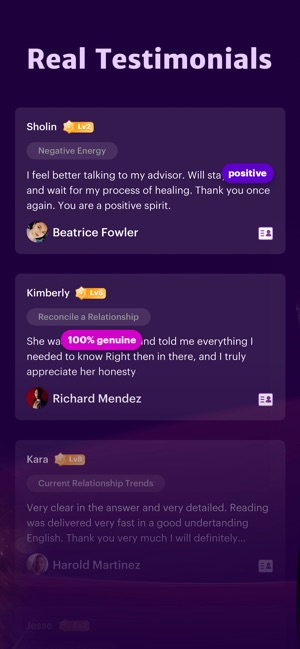 Real Testimonials
Sholin Lv2
Negative Energy
I feel better talking to my advisor. Will sta positive
and wait for my process of healing. Thank you once
again. You are a positive spirit.
Beatrice Fowler
Kimberly Lv5
Reconcile a Relationship
She wa 100% genuine and told me everything I
needed to know Right then in there, and I truly
appreciate her honesty
Richard Mendez
Kara Lv8
Current Relationship Trends
Very clear in the answer and very detailed. Reading
was delivered very fast in a good undertanding
English. Thank you very much I will definitely...
Harold Martinez
Jesse